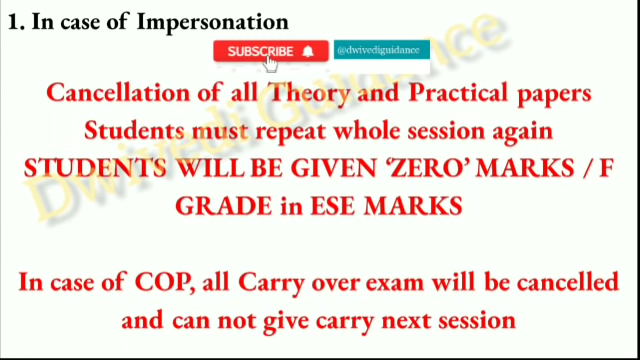 1. In case of Impersonation
SUBSCRIBE
@dwivediguidance
Cancellation of all Theory and Practical papers
Students must repeat whole session again
STUDENTS WILL BE GIVEN ‘ZERO’ MARKS / F
GRADE in ESE MARKS
In case of COP, all Carry over exam will be cancelled
and can not give carry next session
Dwivedi Guidance